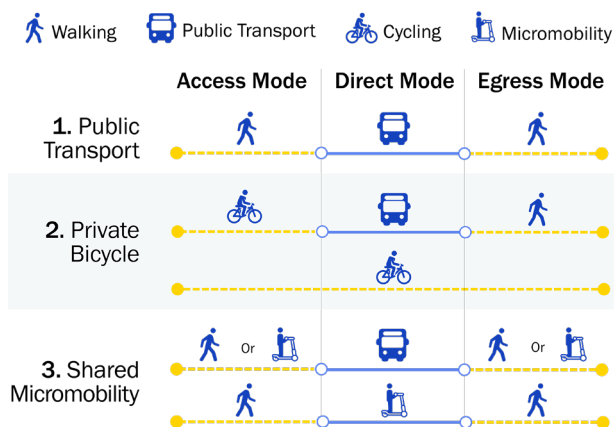 Walking Public Transport Cycling Micromobility
Access Mode Direct Mode Egress Mode
1. Public
Transport
2. Private
Bicycle
Or Or
3. Shared
Micromobility